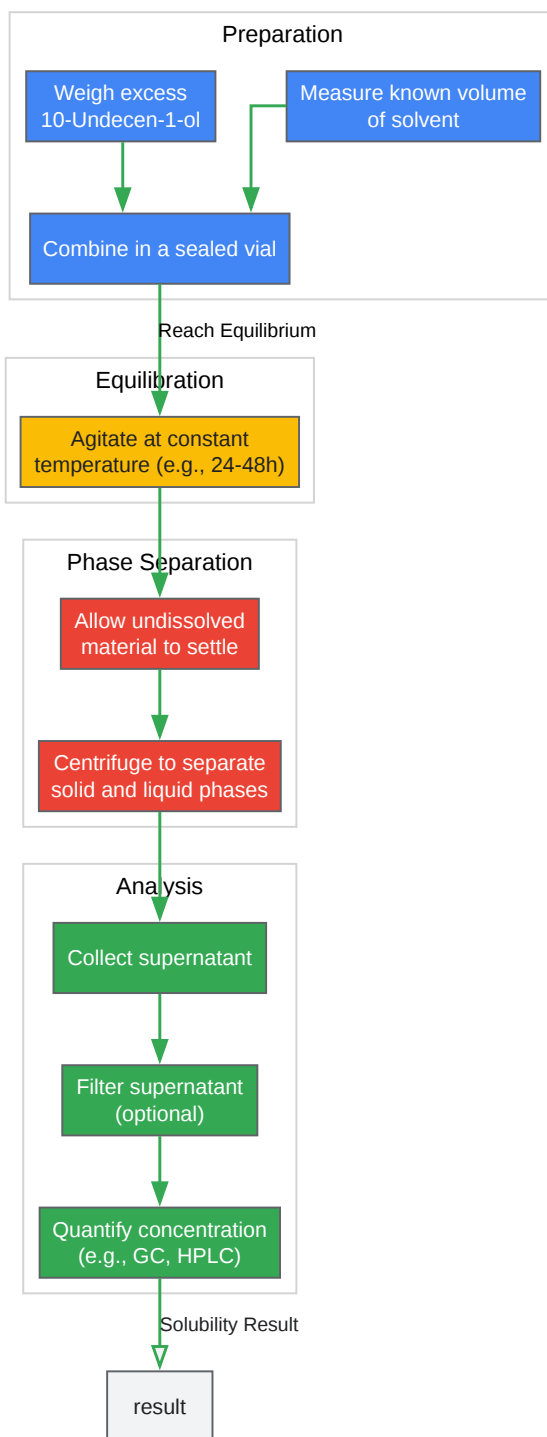 Preparation
Weigh excess
10-Undecen-1-ol
Measure known volume
of solvent
Combine in a sealed vial
Reach Equilibrium
Equilibration
Agitate at constant
temperature (e.g., 24-48h)
Phase Separation
Allow undissolved
material to settle
Centrifuge to separate
solid and liquid phases
Analysis
Collect supernatant
Filter supernatant
(optional)
Quantify concentration
(e.g., GC, HPLC)
Solubility Result
result